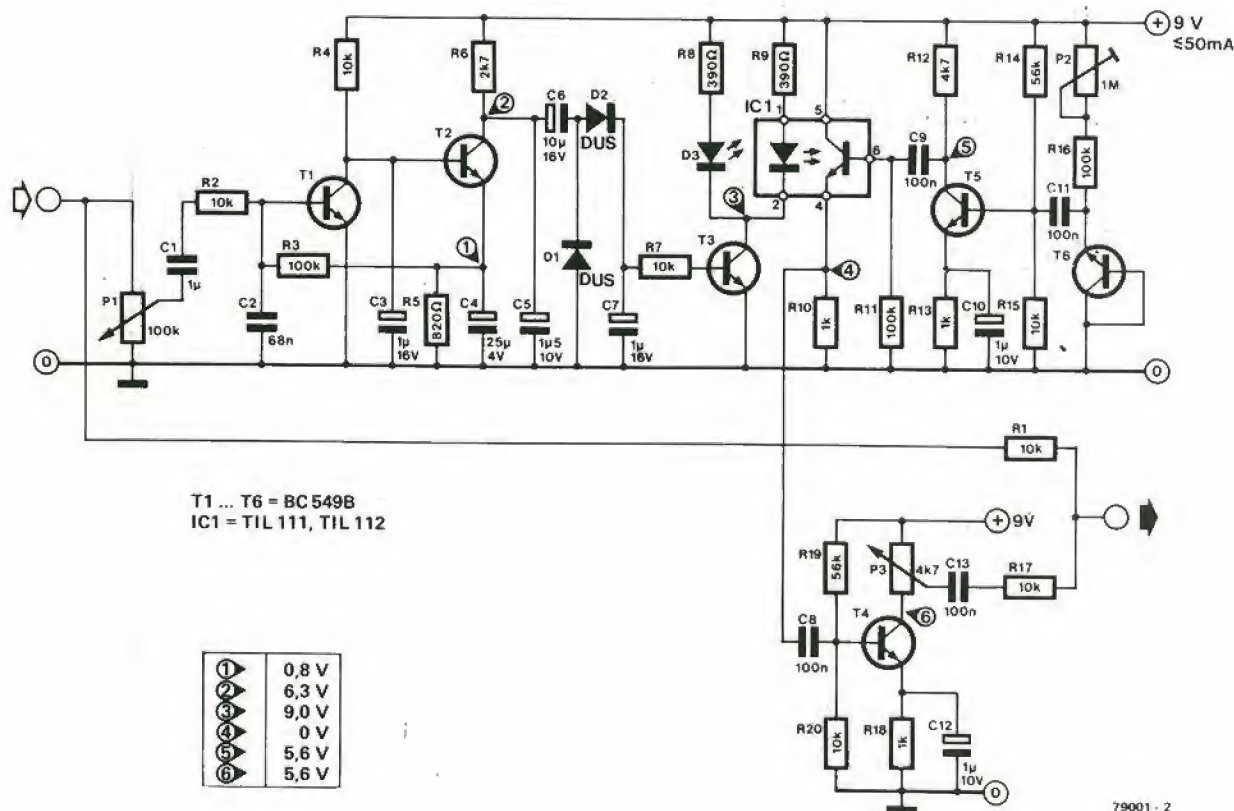 R4
10k
R6
2k7
2
C6
10µ
16V
D2
DUS
R8
390Ω
R9
390Ω
IC1
1
5
6
2
4
R12
4k7
R14
56k
P2
1M
+ 9 V
≤50mA
R2
10k
T1
T2
D3
3
C9
100n
5
T5
R16
100k
C11
100n
T6
C1
1µ
R3
100k
1
D1
DUS
R7
10k
T3
4
P1
100k
C2
68n
C3
1µ
16V
R5
820Ω
C4
25µ
4V
C5
1µ5
10V
C7
1µ
16V
R10
1k
R11
100k
R13
1k
C10
1µ
10V
R15
10k
0
0
R1
10k
T1 ... T6 = BC 549B
IC1 = TIL 111, TIL 112
+ 9V
R19
56k
P3
4k7
C13
100n
R17
10k
C8
100n
T4
6
R20
10k
R18
1k
C12
1µ
10V
0
1 0,8 V
2 6,3 V
3 9,0 V
4 0 V
5 5,6 V
6 5,6 V
79001 - 2